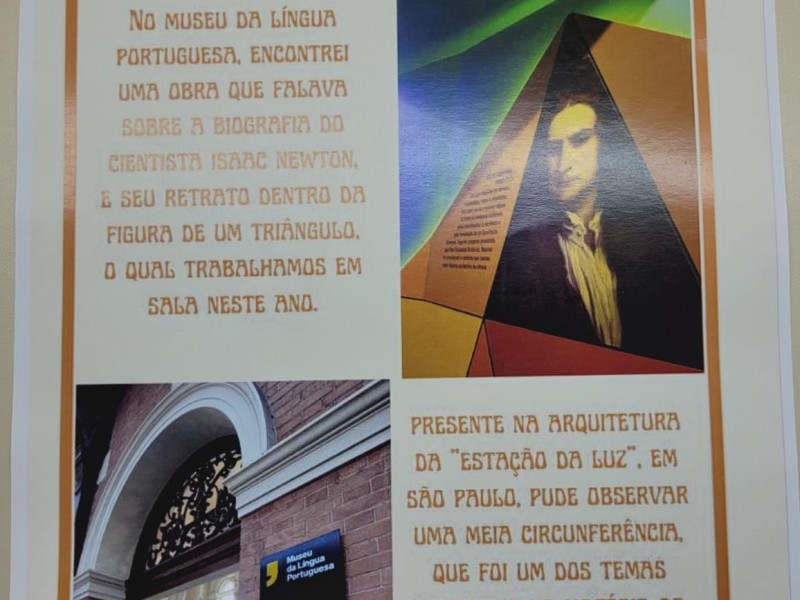 NO MUSEU DA LÍNGUA
PORTUGUESA, ENCONTREI
UMA OBRA QUE FALAVA
SOBRE A BIOGRAFIA DO
CIENTISTA ISAAC NEWTON,
E SEU RETRATO DENTRO DA
FIGURA DE UM TRIÂNGULO,
O QUAL TRABALHAMOS EM
SALA NESTE ANO.
Museu
da Língua
Portuguesa
PRESENTE NA ARQUITETURA
DA "ESTAÇÃO DA LUZ", EM
SÃO PAULO, PUDE OBSERVAR
UMA MEIA CIRCUNFERÊNCIA,
QUE FOI UM DOS TEMAS